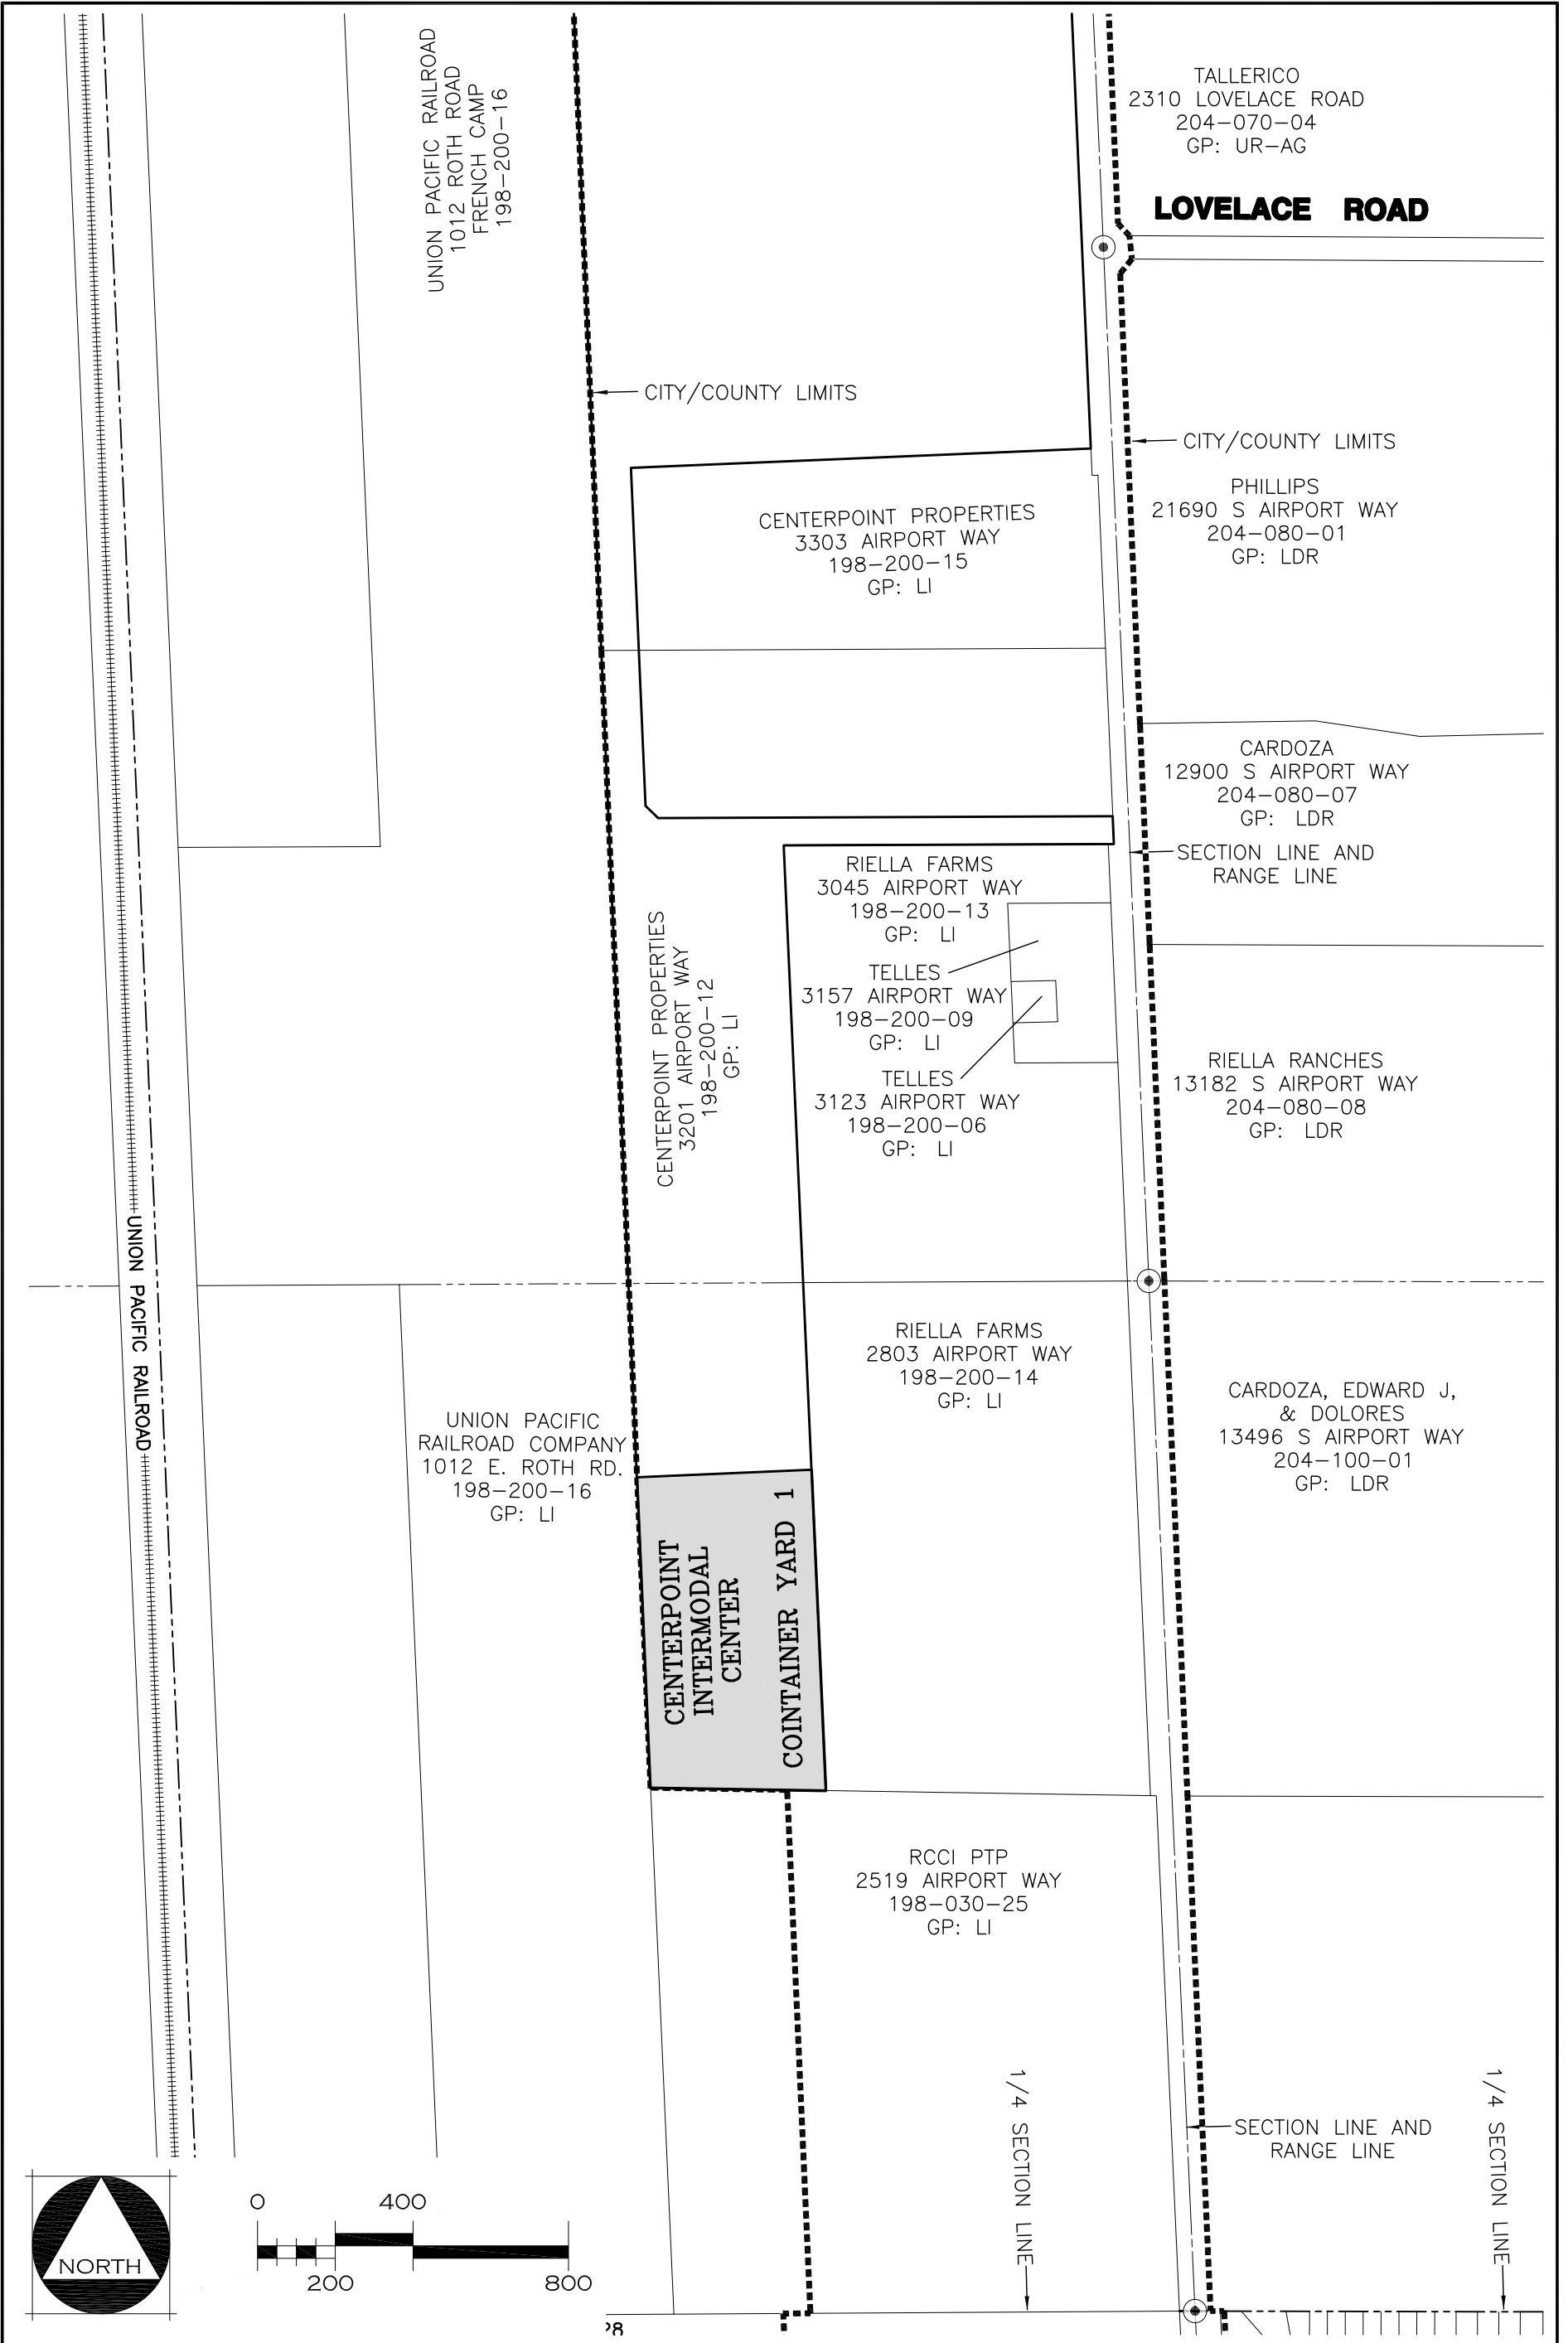 UNION PACIFIC RAILROAD
1012 ROTH ROAD
FRENCH CAMP
198-200-16
TALLERICO
2310 LOVELACE ROAD
204-070-04
GP: UR-AG
LOVELACE ROAD
CITY/COUNTY LIMITS
CITY/COUNTY LIMITS
PHILLIPS
21690 S AIRPORT WAY
204-080-01
GP: LDR
CENTERPOINT PROPERTIES
3303 AIRPORT WAY
198-200-15
GP: LI
CARDOZA
12900 S AIRPORT WAY
204-080-07
GP: LDR
SECTION LINE AND
RANGE LINE
RIELLA FARMS
3045 AIRPORT WAY
198-200-13
GP: LI
CENTERPOINT PROPERTIES
3201 AIRPORT WAY
198-200-12
GP: LI
TELLES
3157 AIRPORT WAY
198-200-09
GP: LI
TELLES
3123 AIRPORT WAY
198-200-06
GP: LI
RIELLA RANCHES
13182 S AIRPORT WAY
204-080-08
GP: LDR
UNION PACIFIC RAILROAD
RIELLA FARMS
2803 AIRPORT WAY
198-200-14
GP: LI
CARDOZA, EDWARD J,
& DOLORES
13496 S AIRPORT WAY
204-100-01
GP: LDR
UNION PACIFIC
RAILROAD COMPANY
1012 E. ROTH RD.
198-200-16
GP: LI
CENTERPOINT
INTERMODAL
CENTER
COINTAINER YARD 1
RCCI PTP
2519 AIRPORT WAY
198-030-25
GP: LI
1/4 SECTION LINE
SECTION LINE AND
RANGE LINE
1/4 SECTION LINE
NORTH
0
400
200
800